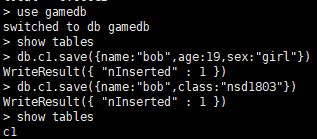 > use gamedb
switched to db gamedb
> show tables
> db.c1.save({name:"bob",age:19,sex:"girl"})
WriteResult({ "nInserted" : 1 })
> db.c1.save({name:"bob",class:"nsd1803"})
WriteResult({ "nInserted" : 1 })
> show tables
c1